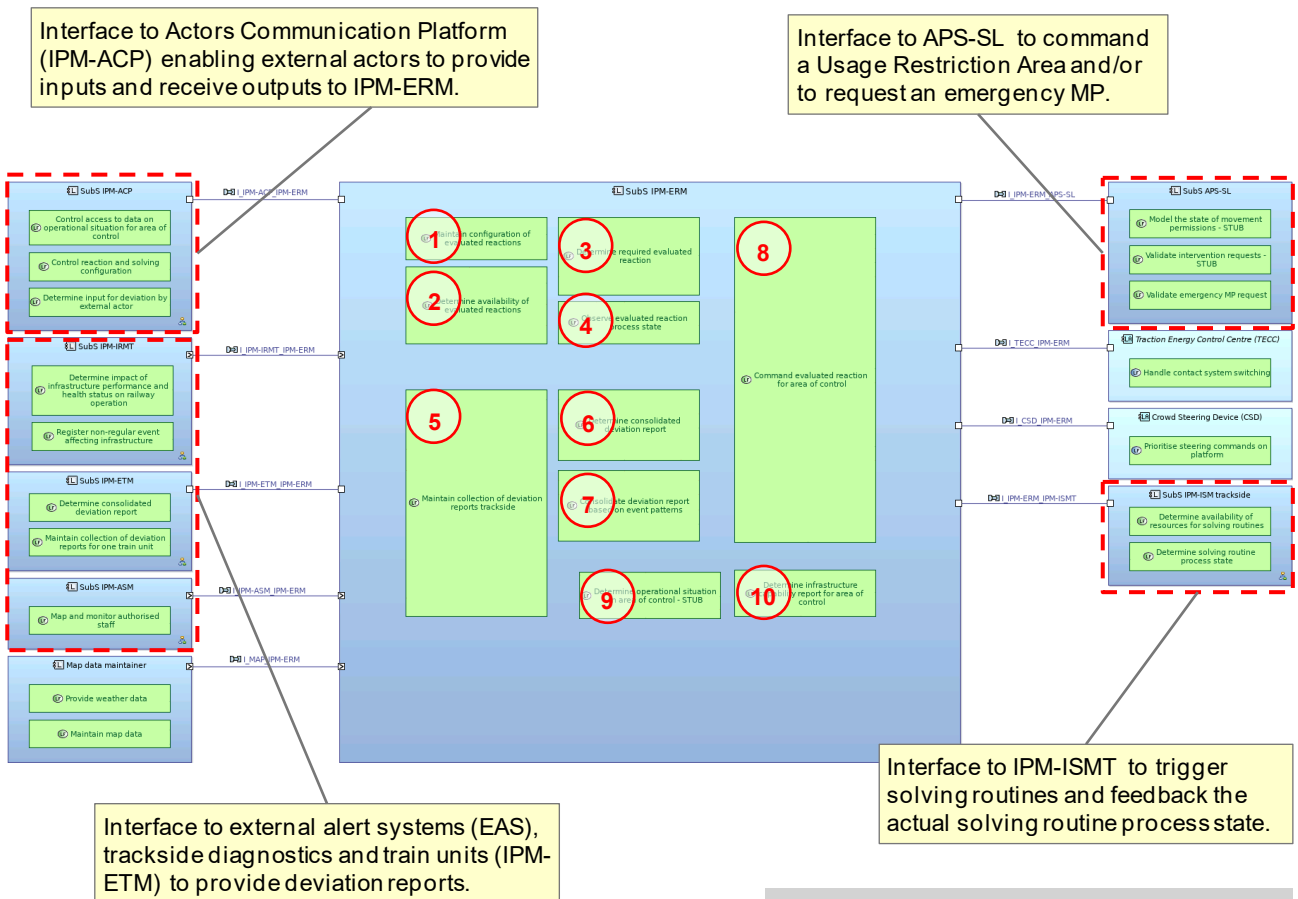 Interface to Actors Communication Platform
(IPM-ACP) enabling external actors to provide
inputs and receive outputs to IPM-ERM.
Interface to APS-SL to command
a Usage Restriction Area and/or
to request an emergency MP.
SubS IPM-ACP
Control access to data on
operational situation for area of
control
Control reaction and solving
configuration
Determine input for deviation by
external actor
I_IPM-ACP_IPM-ERM
SubS IPM-IRMT
Determine impact of
infrastructure performance and
health status on railway
operation
Register non-regular event
affecting infrastructure
I_IPM-IRMT_IPM-ERM
SubS IPM-ETM
Determine consolidated
deviation report
Maintain collection of deviation
reports for one train unit
I_IPM-ETM_IPM-ERM
SubS IPM-ASM
Map and monitor authorised
staff
I_IPM-ASM_IPM-ERM
Map data maintainer
Provide weather data
Maintain map data
I_MAP_IPM-ERM
SubS IPM-ERM
1
Maintain configuration of
evaluated reactions
2
Determine availability of
evaluated reactions
3
Determine required evaluated
reaction
4
Observe evaluated reaction
process state
5
Maintain collection of deviation
reports trackside
6
Determine consolidated
deviation report
7
Consolidate deviation report
based on event patterns
8
Command evaluated reaction
for area of control
9
Determine operational situation
in area of control - STUB
10
Determine infrastructure
capability report for area of
control
I_IPM-ERM_APS-SL
SubS APS-SL
Model the state of movement
permissions - STUB
Validate intervention requests -
STUB
Validate emergency MP request
I_TECC_IPM-ERM
Traction Energy Control Centre (TECC)
Handle contact system switching
I_CSD_IPM-ERM
Crowd Steering Device (CSD)
Prioritise steering commands on
platform
I_IPM-ERM_IPM-ISMT
SubS IPM-ISM trackside
Determine availability of
resources for solving routines
Determine solving routine
process state
Interface to IPM-ISMT to trigger
solving routines and feedback the
actual solving routine process state.
Interface to external alert systems (EAS),
trackside diagnostics and train units (IPM-
ETM) to provide deviation reports.